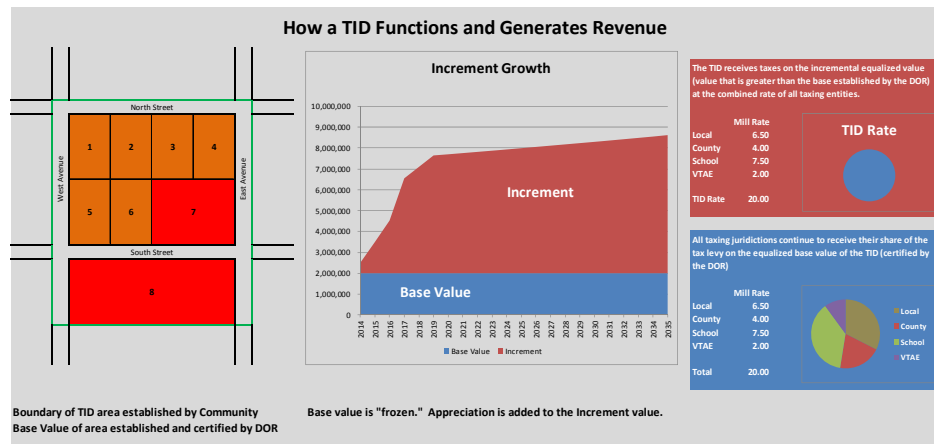 How a TID Functions and Generates Revenue
North Street
West Avenue
East Avenue
1
2
3
4
5
6
7
South Street
8
Increment Growth
10,000,000
9,000,000
8,000,000
7,000,000
6,000,000
5,000,000
4,000,000
3,000,000
2,000,000
1,000,000
0
Increment
Base Value
2014
2015
2016
2017
2018
2019
2020
2021
2022
2023
2024
2025
2026
2027
2028
2029
2030
2031
2032
2033
2034
2035
Base Value
Increment
The TID receives taxes on the incremental equalized value
(value that is greater than the base established by the DOR)
at the combined rate of all taxing entities.
Mill Rate
Local 6.50
County 4.00
School 7.50
VTAE 2.00
TID Rate 20.00
TID Rate
All taxing juridictions continue to receive their share of the
tax levy on the equalized base value of the TID (certified by
the DOR)
Mill Rate
Local 6.50
County 4.00
School 7.50
VTAE 2.00
Total 20.00
Local
County
School
VTAE
Boundary of TID area established by Community
Base Value of area established and certified by DOR
Base value is "frozen."  Appreciation is added to the Increment value.